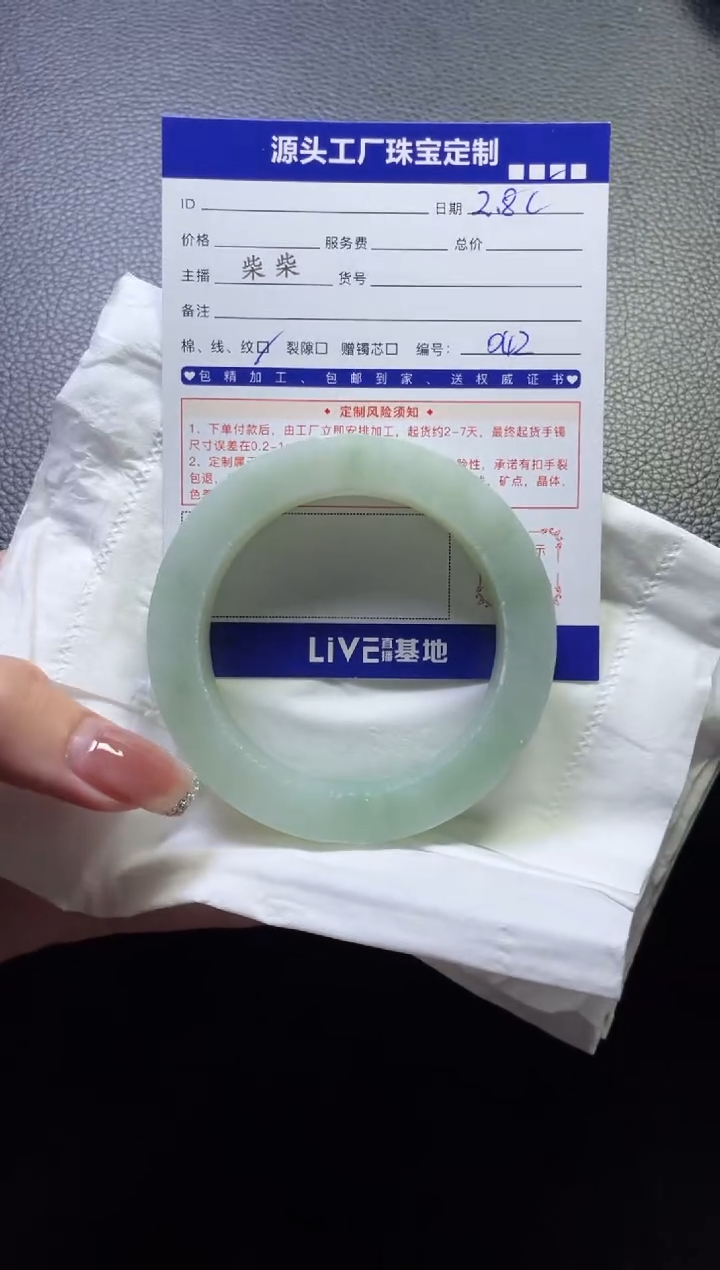 源头工厂珠宝定制
ID 日期 2.8
价格 服务费 总价
主播 柴柴 货号
备注
棉、线、纹☑ 裂隙☐ 赠镯芯☐ 编号:
包精加工、包邮到家、送权威证书
定制风险须知
1、下单付款后,由工厂立即安排加工,起货约2-7天,最终起货手镯
尺寸误差在0.2-1
2、定制属 险性,承诺有扣手裂
包退, 矿点,晶体、
色
示
LiVE直播基地